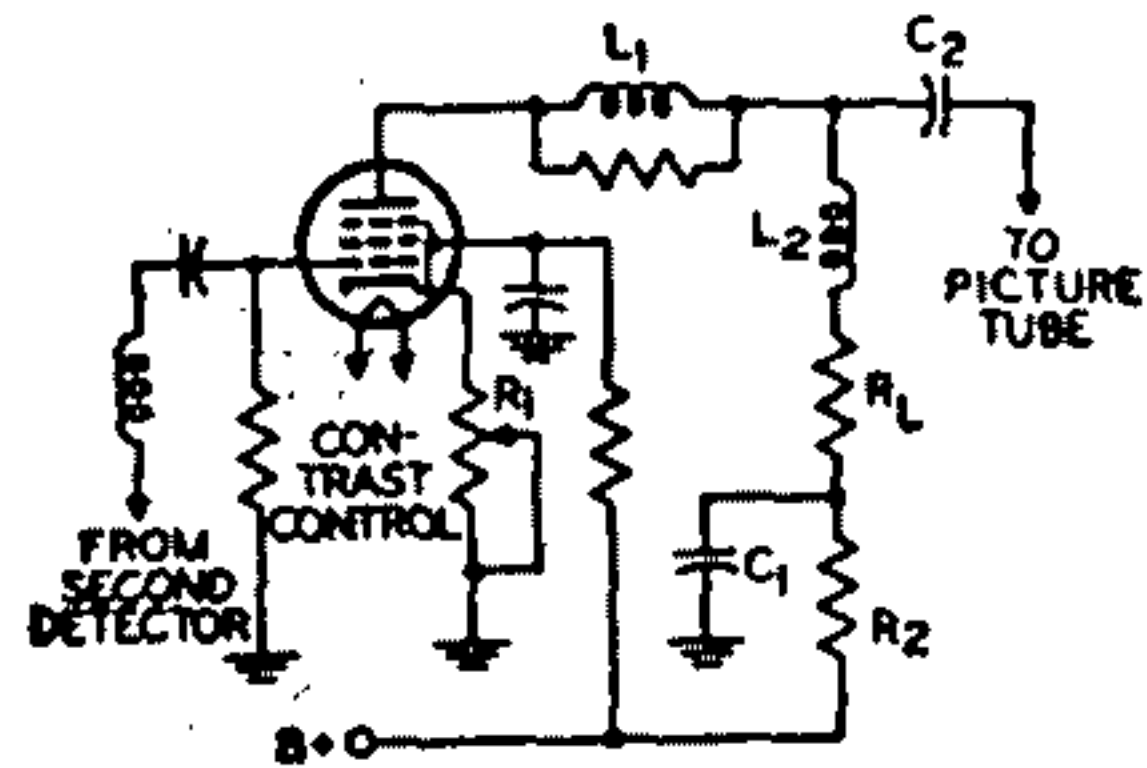 L1
C2
L2
TO
PICTURE
TUBE
R1
RL
CON-
TRAST
CONTROL
FROM
SECOND
DETECTOR
C1
R2
B+